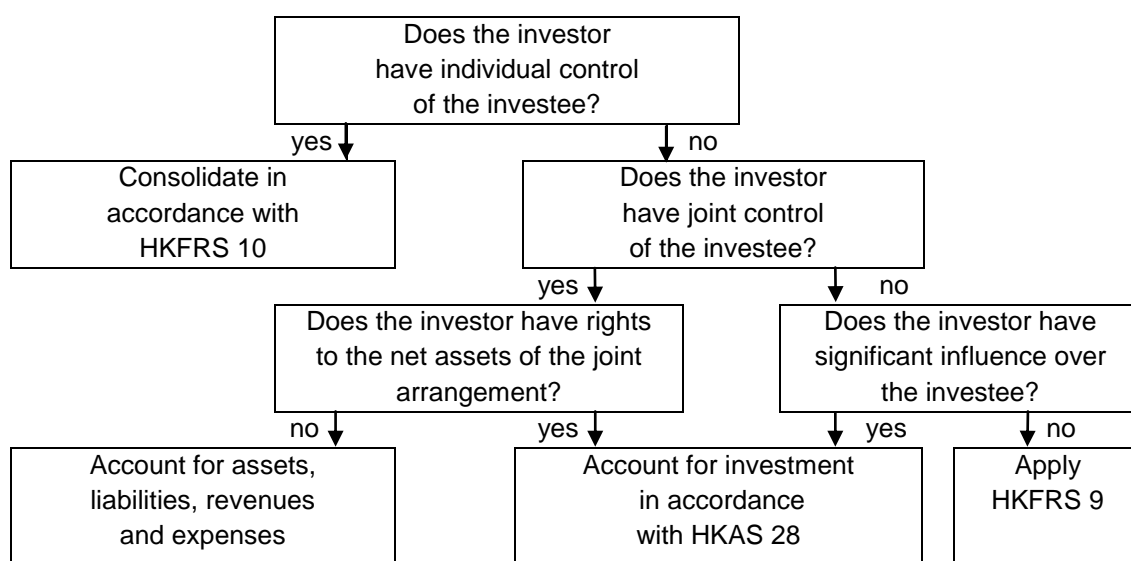 Does the investor
have individual control
of the investee?
yes
no
Consolidate in
accordance with
HKFRS 10
Does the investor
have joint control
of the investee?
yes
no
Does the investor have rights
to the net assets of the joint
arrangement?
Does the investor have
significant influence over
the investee?
no
yes
yes
no
Account for assets,
liabilities, revenues
and expenses
Account for investment
in accordance
with HKAS 28
Apply
HKFRS 9